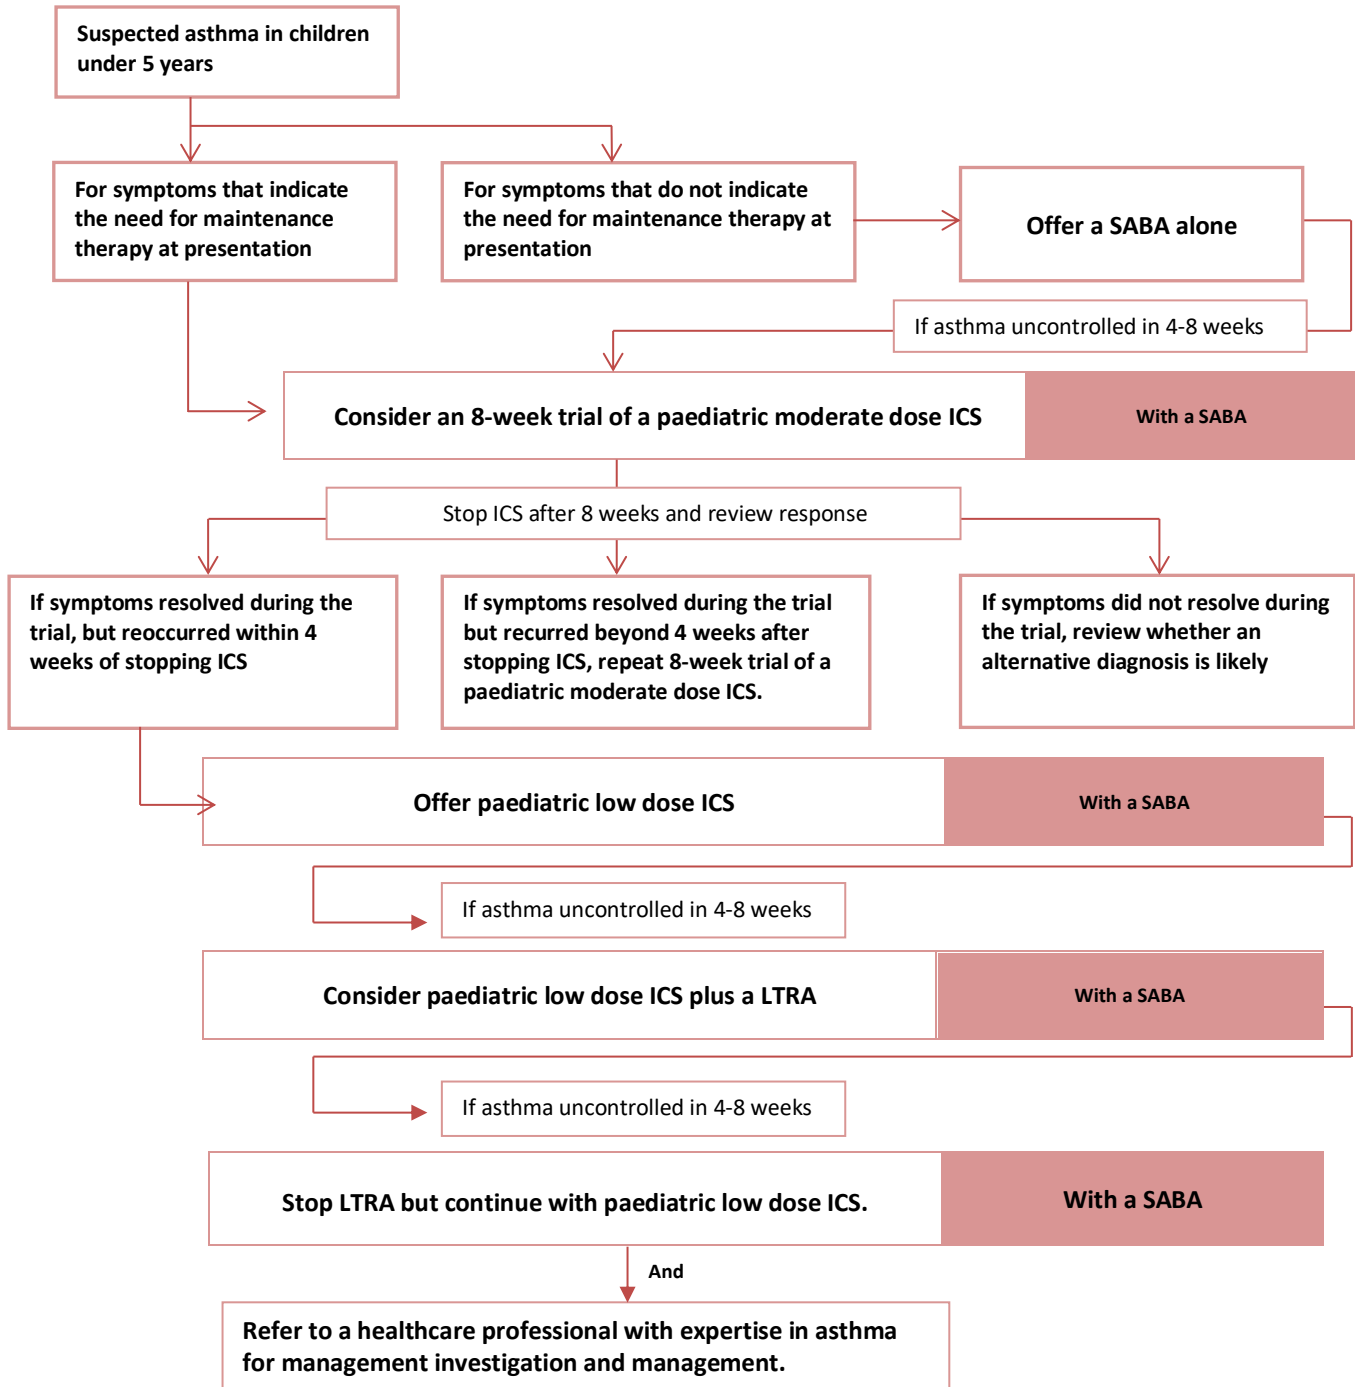 Suspected asthma in children
under 5 years
For symptoms that indicate
the need for maintenance
therapy at presentation
For symptoms that do not indicate
the need for maintenance therapy at
presentation
Offer a SABA alone
If asthma uncontrolled in 4-8 weeks
Consider an 8-week trial of a paediatric moderate dose ICS
With a SABA
Stop ICS after 8 weeks and review response
If symptoms resolved during the
trial, but reoccurred within 4
weeks of stopping ICS
If symptoms resolved during the trial
but recurred beyond 4 weeks after
stopping ICS, repeat 8-week trial of a
paediatric moderate dose ICS.
If symptoms did not resolve during
the trial, review whether an
alternative diagnosis is likely
Offer paediatric low dose ICS
With a SABA
If asthma uncontrolled in 4-8 weeks
Consider paediatric low dose ICS plus a LTRA
With a SABA
If asthma uncontrolled in 4-8 weeks
Stop LTRA but continue with paediatric low dose ICS.
With a SABA
And
Refer to a healthcare professional with expertise in asthma
for management investigation and management.